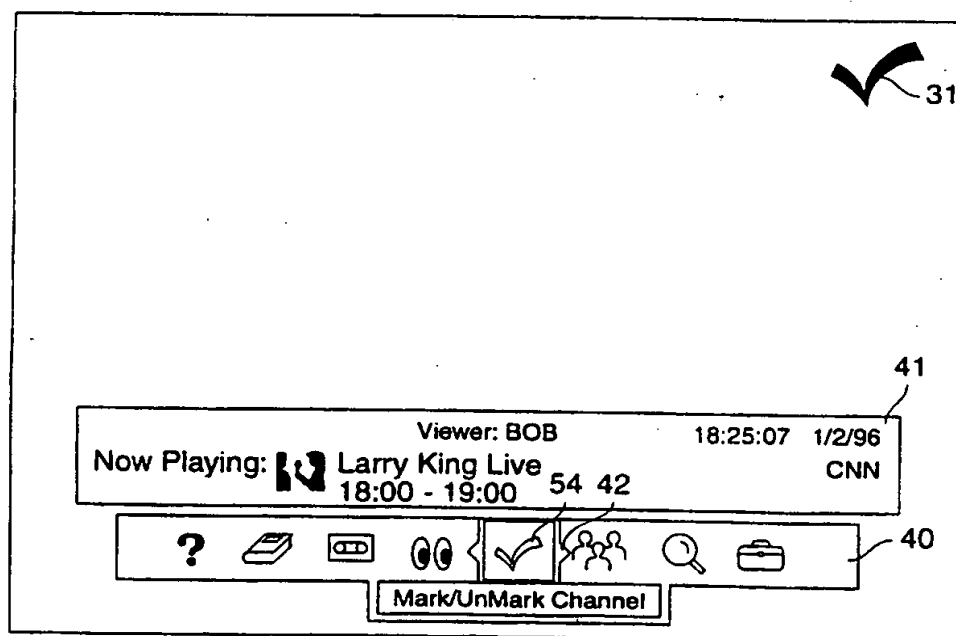 31
41
Viewer: BOB 18:25:07 1/2/96
Now Playing: Larry King Live CNN
18:00 - 19:00 54 42
? 40
Mark/UnMark Channel